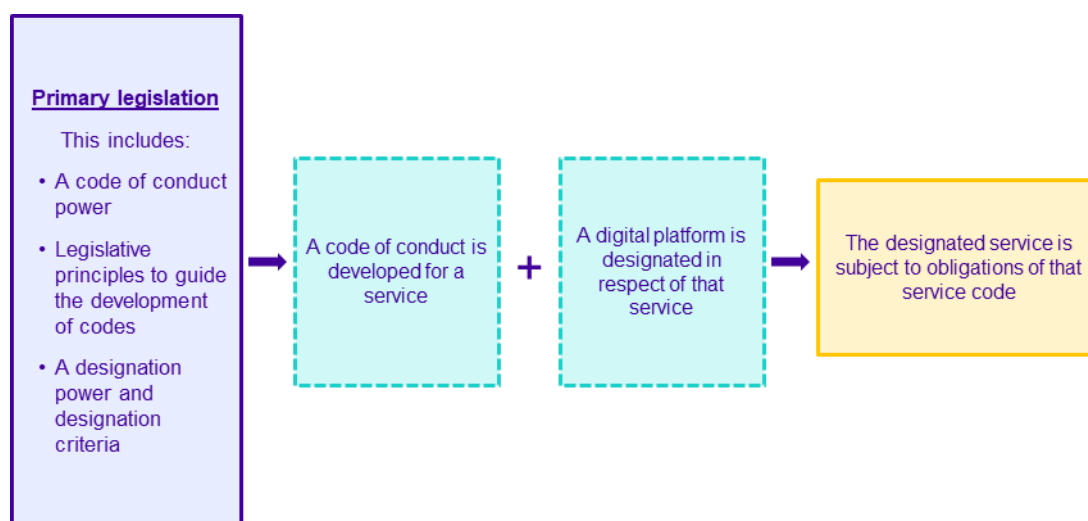 Primary legislation
This includes:
• A code of conduct
power
• Legislative
principles to guide
the development
of codes
• A designation
power and
designation
criteria
A code of conduct is
developed for a
service
+
A digital platform is
designated in
respect of that
service
The designated service is
subject to obligations of that
service code